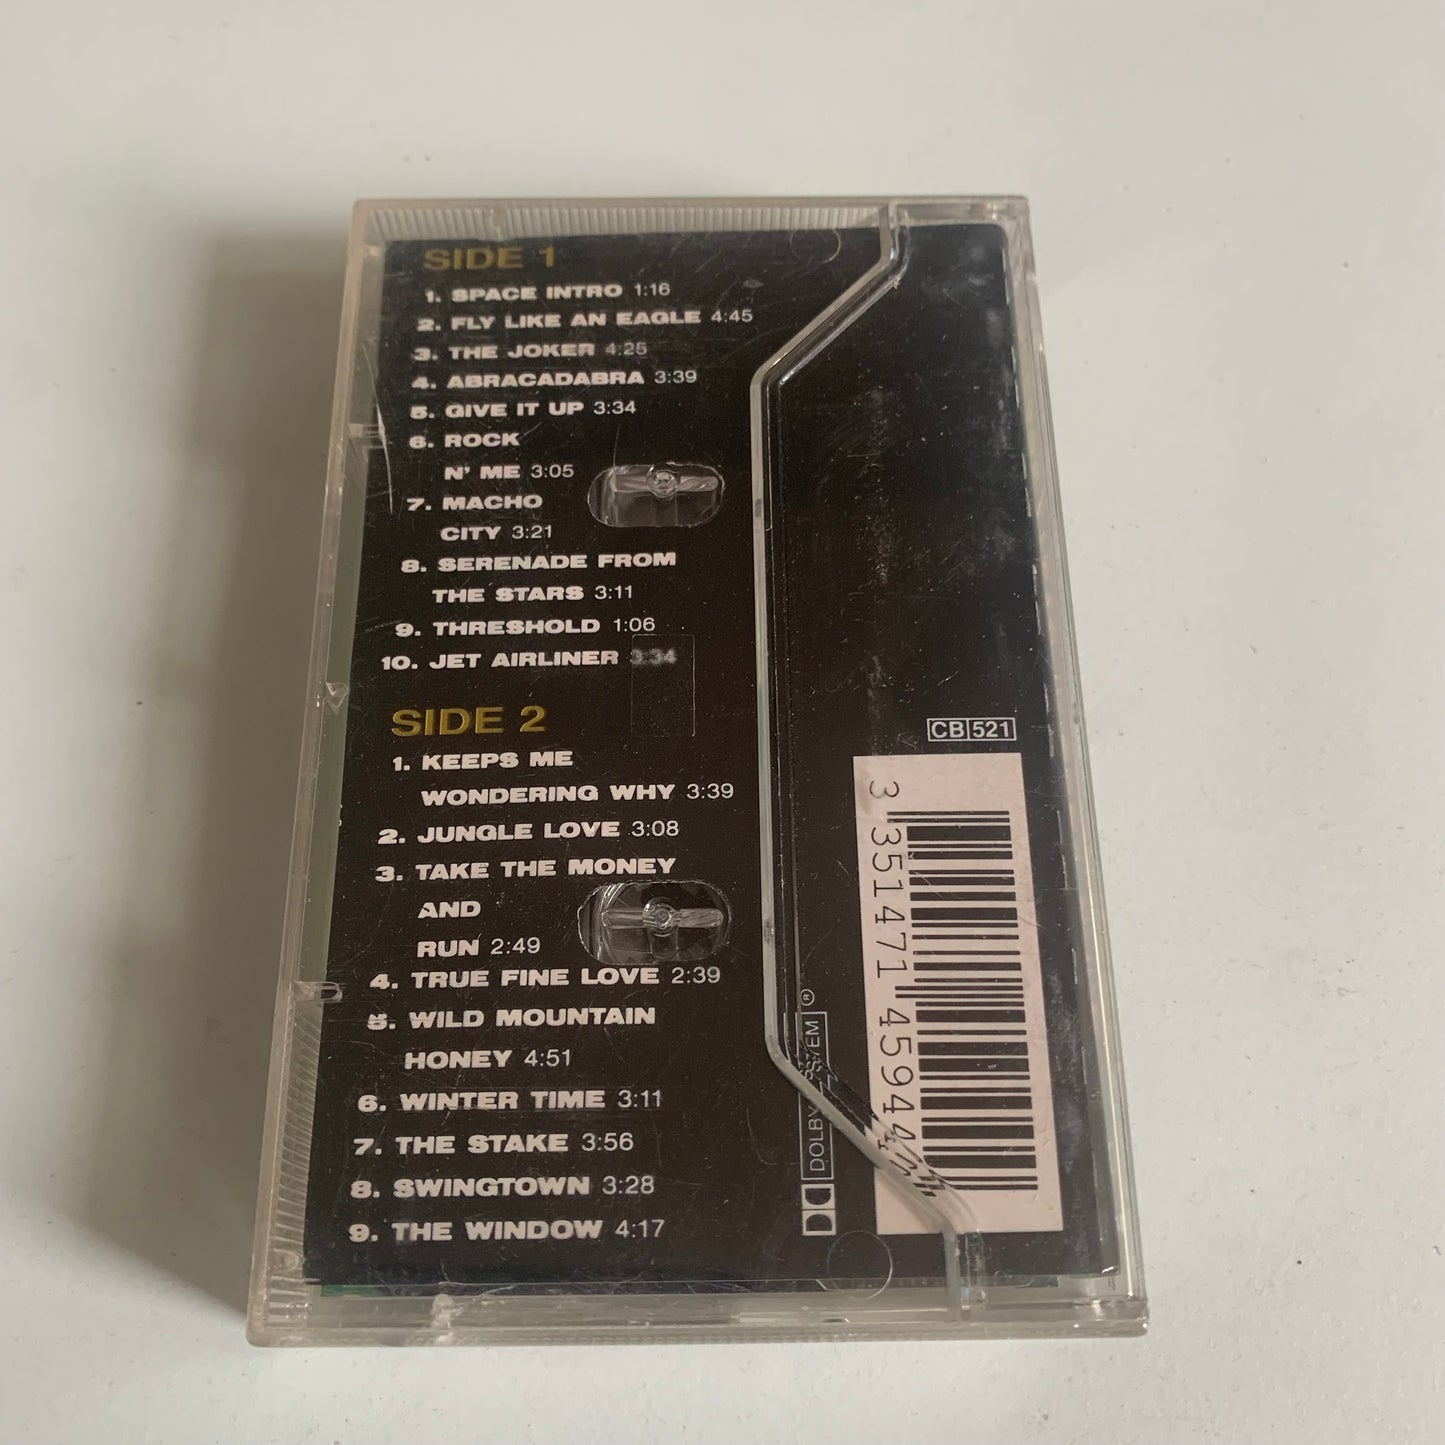 SIDE 1
1. SPACE INTRO 1:16
2. FLY LIKE AN EAGLE 4:45
3. THE JOKER 4:25
4. ABRACADABRA 3:39
5. GIVE IT UP 3:34
6. ROCK
N' ME 3:05
7. MACHO
CITY 3:21
8. SERENADE FROM
THE STARS 3:11
9. THRESHOLD 1:06
10. JET AIRLINER 3:34
SIDE 2
1. KEEPS ME
WONDERING WHY 3:39
2. JUNGLE LOVE 3:08
3. TAKE THE MONEY
AND
RUN 2:49
4. TRUE FINE LOVE 2:39
5. WILD MOUNTAIN
HONEY 4:51
6. WINTER TIME 3:11
7. THE STAKE 3:56
8. SWINGTOWN 3:28
9. THE WINDOW 4:17
CB 521
3 351471 45944
DOLBY SYSTEM ®